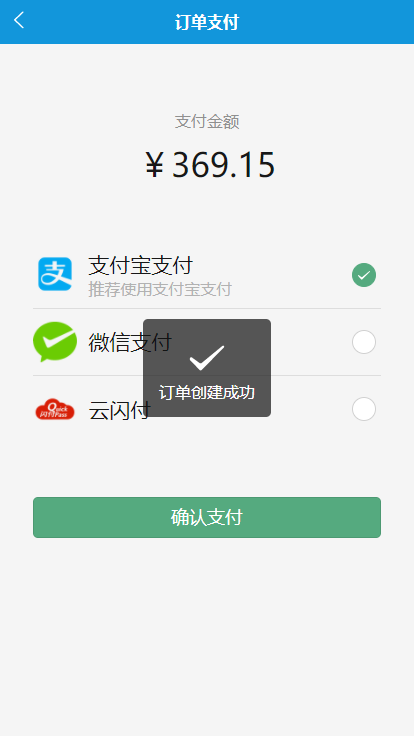 订单支付
支付金额
￥369.15
支
支付宝支付
推荐使用支付宝支付
微信支付
订单创建成功
Quick
Pass
云闪付
确认支付